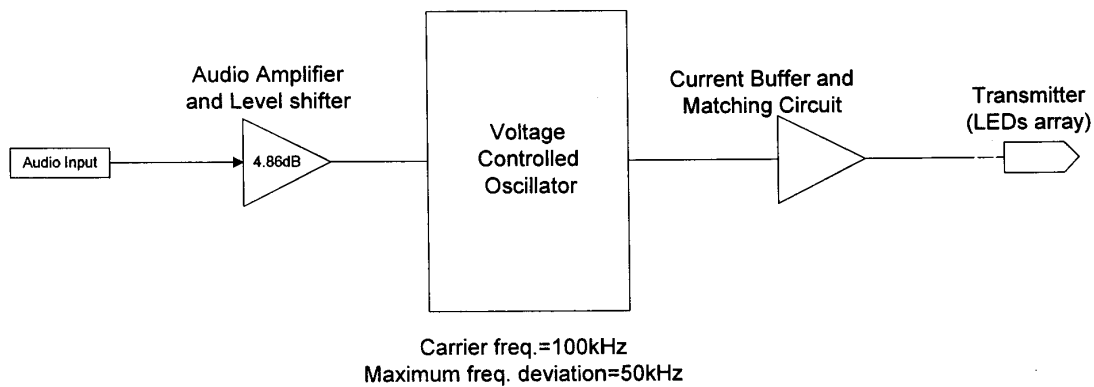 Audio Amplifier
and Level shifter
Current Buffer and
Matching Circuit
Transmitter
(LEDs array)
Audio Input
4.86dB
Voltage
Controlled
Oscillator
Carrier freq.=100kHz
Maximum freq. deviation=50kHz